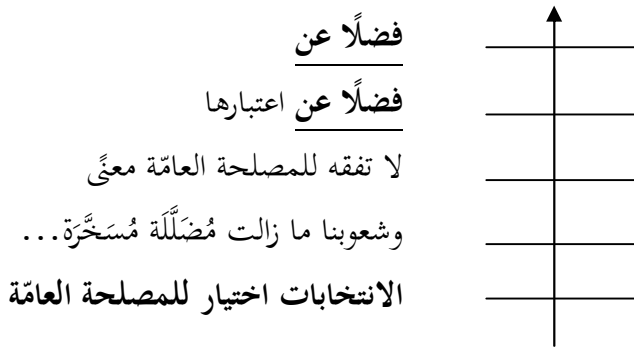 فضلًا عن
فضلًا عن اعتبارها
لا تفقه للمصلحة العامّة معنًى
وشعوبنا ما زالت مُضَلَّلَة مُسَخَّرَة...
الانتخابات اختيار للمصلحة العامّة